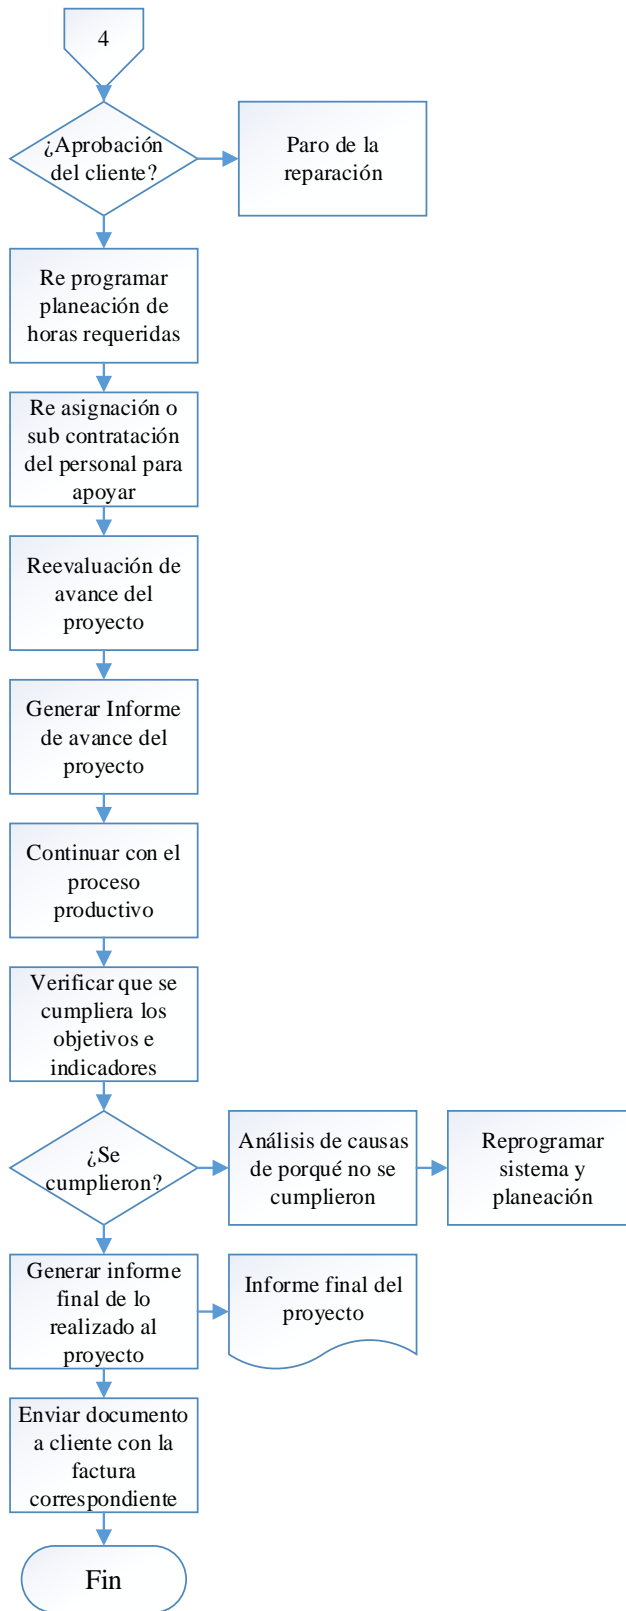 4
¿Aprobación
del cliente?
Paro de la
reparación
Re programar
planeación de
horas requeridas
Re asignación o
sub contratación
del personal para
apoyar
Reevaluación de
avance del
proyecto
Generar Informe
de avance del
proyecto
Continuar con el
proceso
productivo
Verificar que se
cumpliera los
objetivos e
indicadores
¿Se
cumplieron?
Análisis de causas
de porqué no se
cumplieron
Reprogramar
sistema y
planeación
Generar informe
final de lo
realizado al
proyecto
Informe final del
proyecto
Enviar documento
a cliente con la
factura
correspondiente
Fin